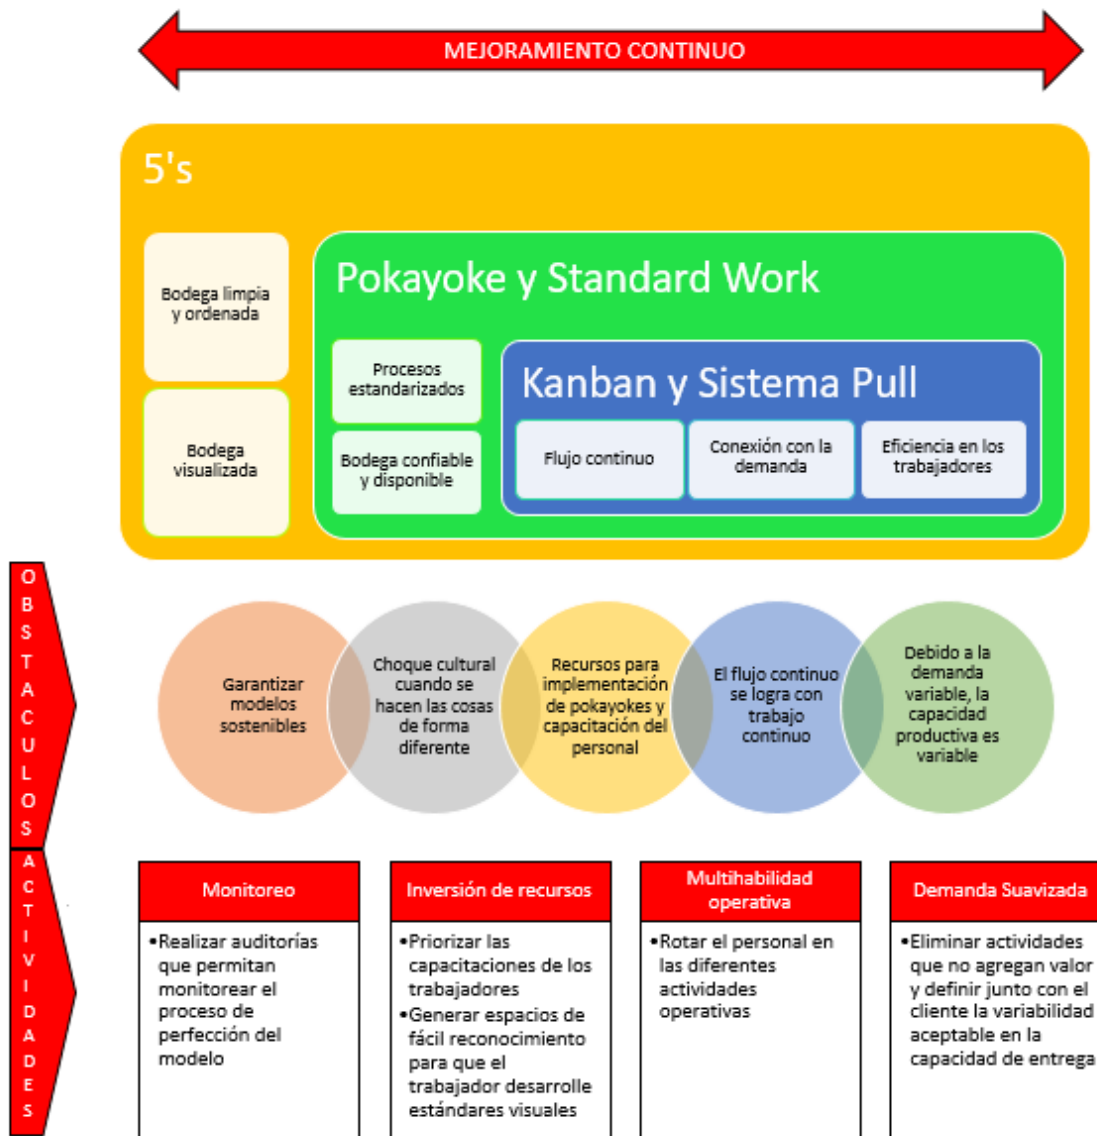 MEJORAMIENTO CONTINUO
5's
Bodega limpia
y ordenada
Bodega
visualizada
Pokayoke y Standard Work
Procesos
estandarizados
Bodega confiable
y disponible
Kanban y Sistema Pull
Flujo continuo
Conexión con la
demanda
Eficiencia en los
trabajadores
OBSTACULOS
Garantizar
modelos
sostenibles
Choque cultural
cuando se
hacen las cosas
de forma
diferente
Recursos para
implementación
de pokayokes y
capacitación del
personal
El flujo continuo
se logra con
trabajo
continuo
Debido a la
demanda
variable, la
capacidad
productiva es
variable
ACTIVIDADES
Monitoreo
•Realizar auditorías
que permitan
monitorear el
proceso de
perfección del
modelo
Inversión de recursos
•Priorizar las
capacitaciones de los
trabajadores
•Generar espacios de
fácil reconocimiento
para que el
trabajador desarrolle
estándares visuales
Multihabilidad
operativa
•Rotar el personal en
las diferentes
actividades
operativas
Demanda Suavizada
•Eliminar actividades
que no agregan valor
y definir junto con el
cliente la variabilidad
aceptable en la
capacidad de entrega